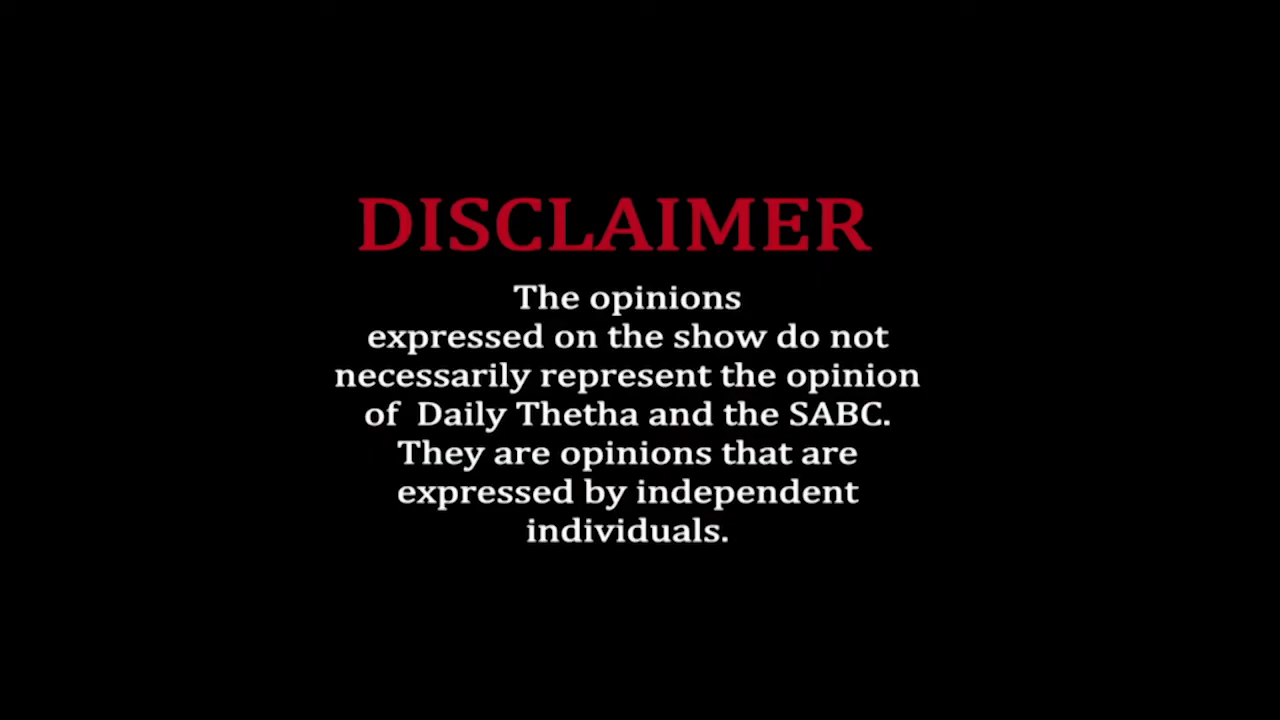 DISCLAIMER
The opinions
expressed on the show do not
necessarily represent the opinion
of  Daily Thetha and the SABC.
They are opinions that are
expressed by independent
individuals.